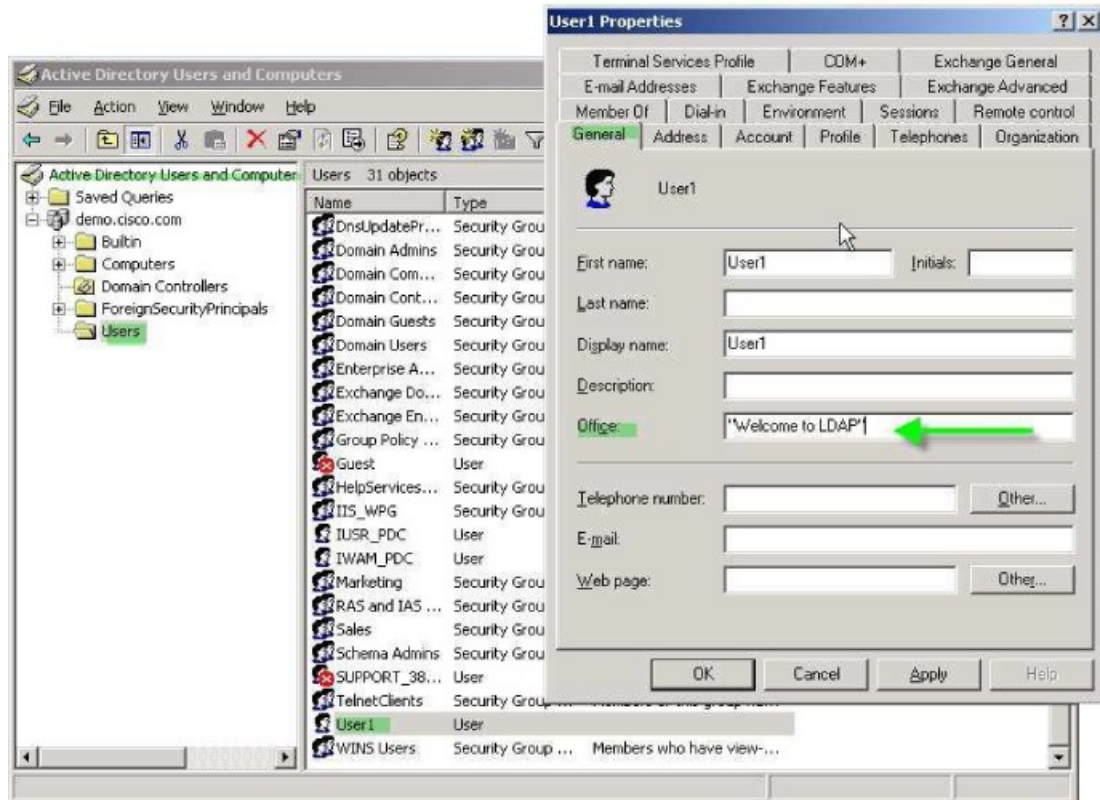 Active Directory Users and Computers
File Action View Window Help
Active Directory Users and Computer
Saved Queries
demo.cisco.com
Builtin
Computers
Domain Controllers
ForeignSecurityPrincipals
Users
Users 31 objects
Name Type
DnsUpdatePr... Security Grou
Domain Admins Security Grou
Domain Com... Security Grou
Domain Cont... Security Grou
Domain Guests Security Grou
Domain Users Security Grou
Enterprise A... Security Grou
Exchange Do... Security Grou
Exchange En... Security Grou
Group Policy ... Security Grou
Guest User
HelpServices... Security Grou
IIS_WPG Security Grou
IUSR_PDC User
IWAM_PDC User
Marketing Security Grou
RAS and IAS ... Security Grou
Sales Security Grou
Schema Admins Security Grou
SUPPORT_38... User
TelnetClients Security Group ... Members of this group ha...
User1 User
WINS Users Security Group ... Members who have view-...
User1 Properties
Terminal Services Profile COM+ Exchange General
E-mail Addresses Exchange Features Exchange Advanced
Member Of Dial-in Environment Sessions Remote control
General Address Account Profile Telephones Organization
User1
First name: User1 Initials:
Last name:
Display name: User1
Description:
Office: "Welcome to LDAP"
Telephone number: Other...
E-mail:
Web page: Other...
OK Cancel Apply Help